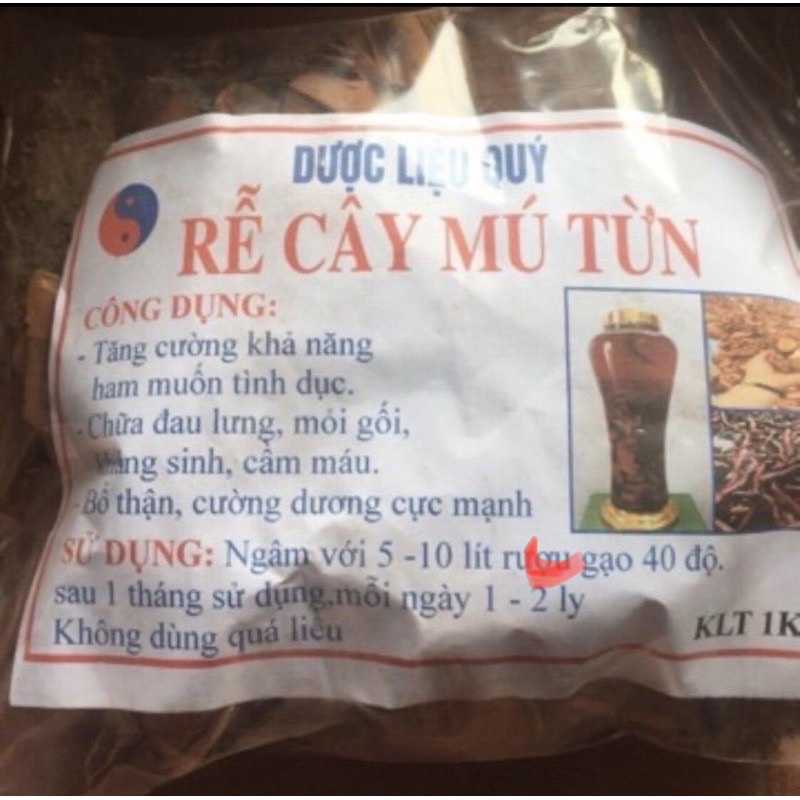 DƯỢC LIỆU QUÝ
RỄ CÂY MÚ TỪN
CÔNG DỤNG:
- Tăng cường khả năng
ham muốn tình dục.
- Chữa đau lưng, mỏi gối,
sinh, cầm máu.
- Bổ thận, cường dương cực mạnh
SỬ DỤNG: Ngâm với 5 -10 lít rượu gạo 40 độ.
sau 1 tháng sử dụng.mỗi ngày 1 - 2 ly
Không dùng quá liều
KLT 1K